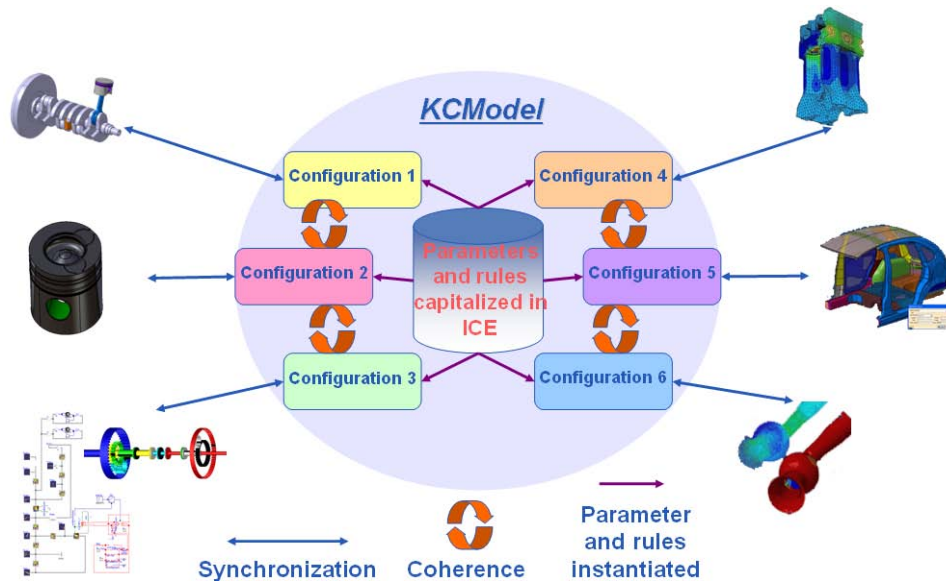 KCModel
Configuration 1
Configuration 4
Configuration 2
Parameters
and rules
capitalized in
ICE
Configuration 5
Configuration 3
Configuration 6
Synchronization
Coherence
Parameter
and rules
instantiated